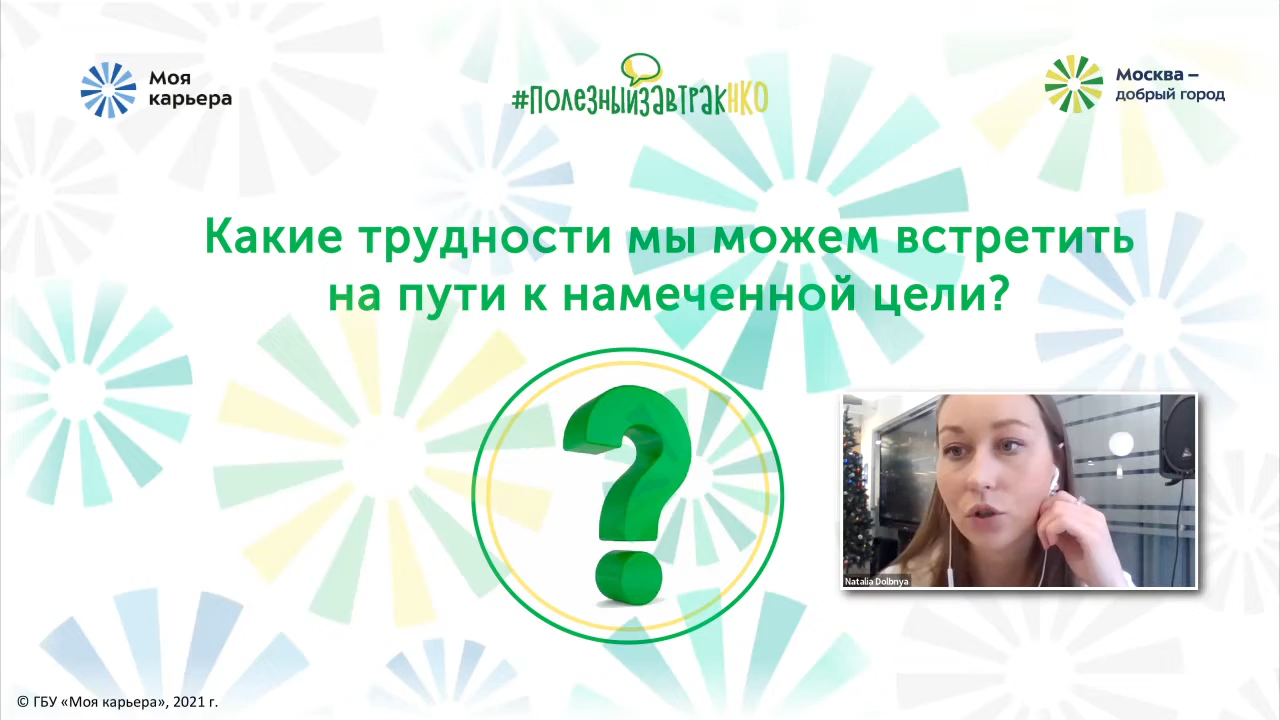 Моя
карьера
#ПолезныйзавтракНКО
Москва –
добрый город
Какие трудности мы можем встретить
на пути к намеченной цели?
?
Natalia Dolbnya
© ГБУ «Моя карьера», 2021 г.